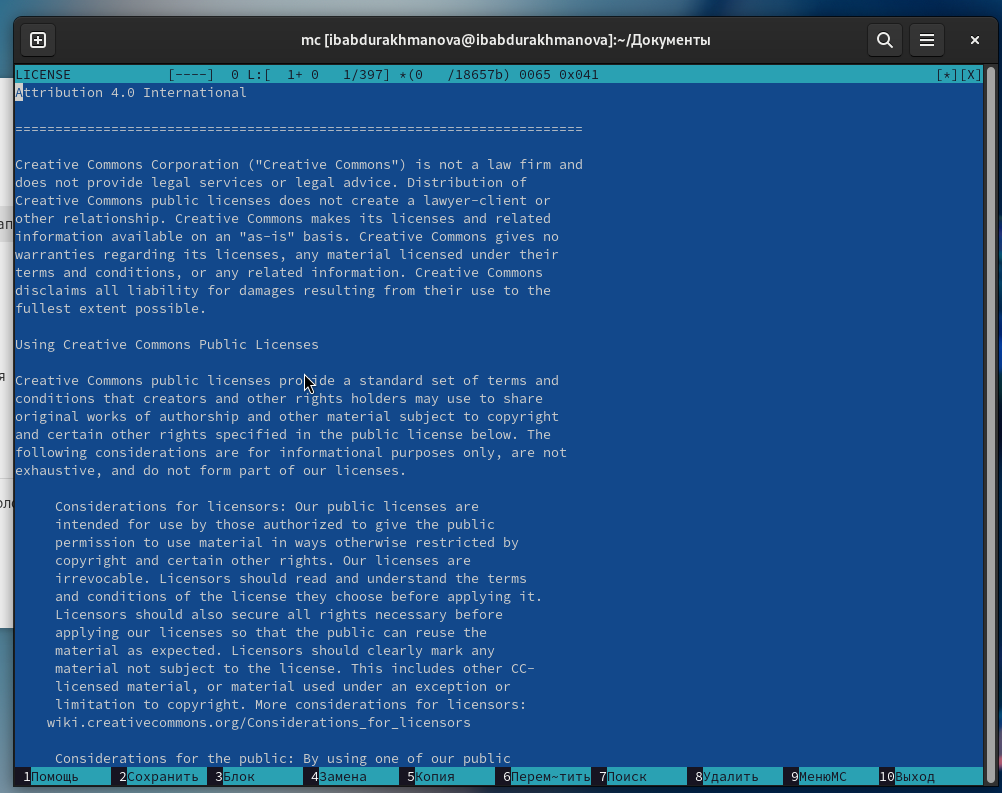 mc [ibabdurakhmanova@ibabdurakhmanova]:~/Документы
LICENSE [----] 0 L:[ 1+ 0 1/397] *(0 /18657b) 0065 0x041 [*][X]
Attribution 4.0 International
=======================================================================
Creative Commons Corporation ("Creative Commons") is not a law firm and
does not provide legal services or legal advice. Distribution of
Creative Commons public licenses does not create a lawyer-client or
other relationship. Creative Commons makes its licenses and related
information available on an "as-is" basis. Creative Commons gives no
warranties regarding its licenses, any material licensed under their
terms and conditions, or any related information. Creative Commons
disclaims all liability for damages resulting from their use to the
fullest extent possible.
Using Creative Commons Public Licenses
Creative Commons public licenses provide a standard set of terms and
conditions that creators and other rights holders may use to share
original works of authorship and other material subject to copyright
and certain other rights specified in the public license below. The
following considerations are for informational purposes only, are not
exhaustive, and do not form part of our licenses.
Considerations for licensors: Our public licenses are
intended for use by those authorized to give the public
permission to use material in ways otherwise restricted by
copyright and certain other rights. Our licenses are
irrevocable. Licensors should read and understand the terms
and conditions of the license they choose before applying it.
Licensors should also secure all rights necessary before
applying our licenses so that the public can reuse the
material as expected. Licensors should clearly mark any
material not subject to the license. This includes other CC-
licensed material, or material used under an exception or
limitation to copyright. More considerations for licensors:
wiki.creativecommons.org/Considerations_for_licensors
Considerations for the public: By using one of our public
1Помощь 2Сохранить 3Блок 4Замена 5Копия 6Перем~тить 7Поиск 8Удалить 9МенюМС 10Выход